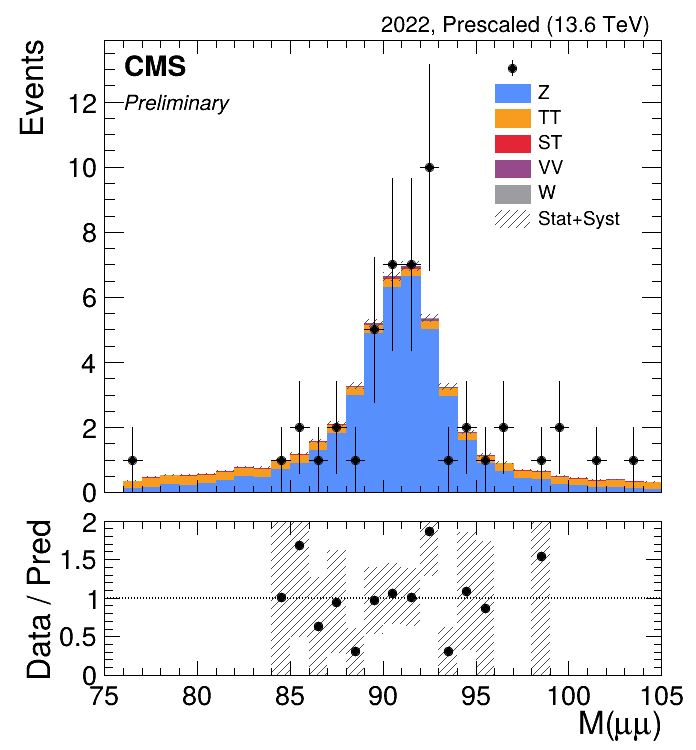 2022, Prescaled (13.6 TeV)
CMS
Preliminary
Events
Z
TT
ST
VV
W
Stat+Syst
12
10
8
6
4
2
0
Data / Pred
2
1.5
1
0.5
0
75 80 85 90 95 100 105
M(μμ)